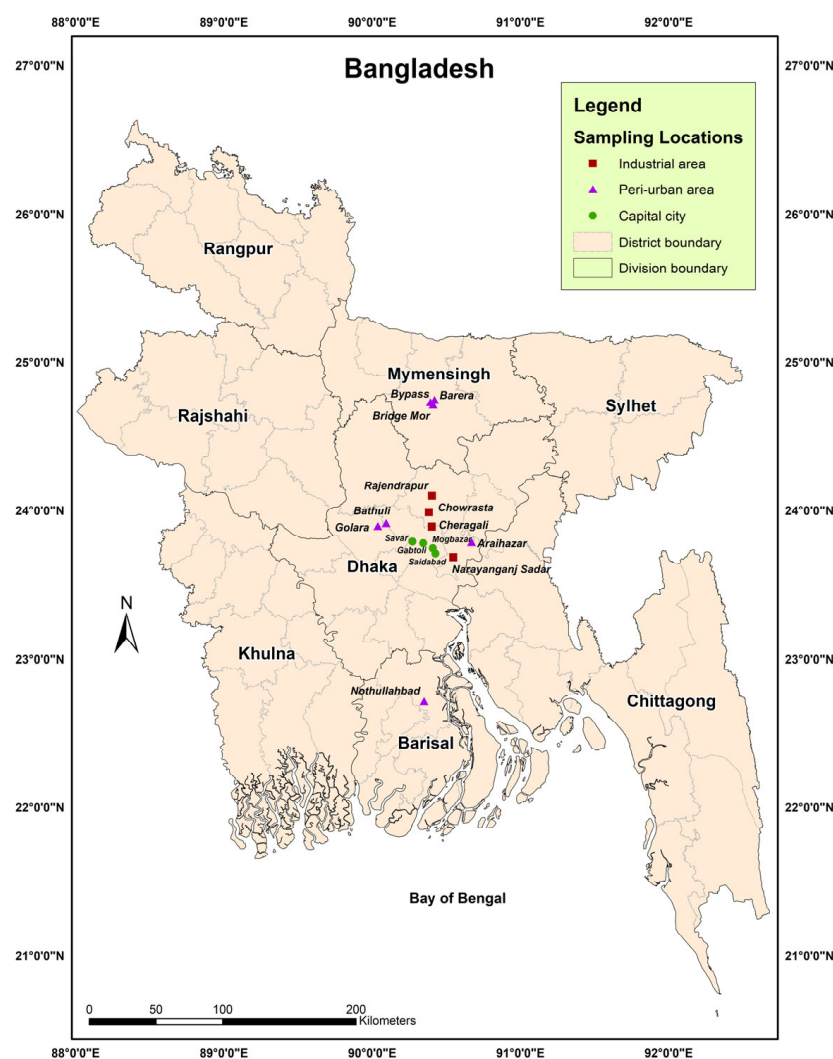 88°0'0"E 89°0'0"E 90°0'0"E 91°0'0"E 92°0'0"E
27°0'0"N 27°0'0"N
Bangladesh
Legend
Sampling Locations
Industrial area
Peri-urban area
Capital city
District boundary
Division boundary
26°0'0"N 26°0'0"N
Rangpur
25°0'0"N 25°0'0"N
Mymensingh
Bypass Barera
Bridge Mor
Rajshahi
Sylhet
Rajendrapur
24°0'0"N 24°0'0"N
Bathuli Chowrasta
Golara Cheragali
Savar Mogbazar Araihazar
Gabtoli
Saidabad
Dhaka Narayanganj Sadar
N
23°0'0"N 23°0'0"N
Khulna
Nothullahbad
Chittagong
Barisal
22°0'0"N 22°0'0"N
Bay of Bengal
21°0'0"N 21°0'0"N
0 50 100 200
Kilometers
88°0'0"E 89°0'0"E 90°0'0"E 91°0'0"E 92°0'0"E